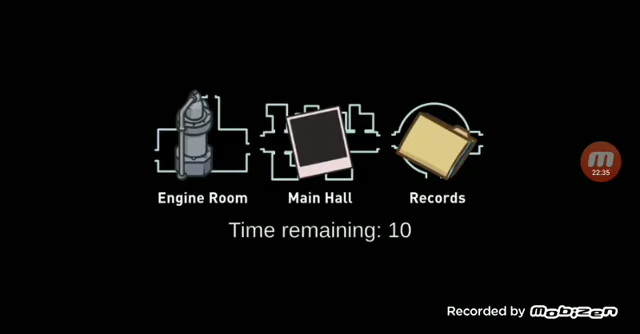 Engine Room Main Hall Records
Time remaining: 10
22:35
Recorded by mobizen